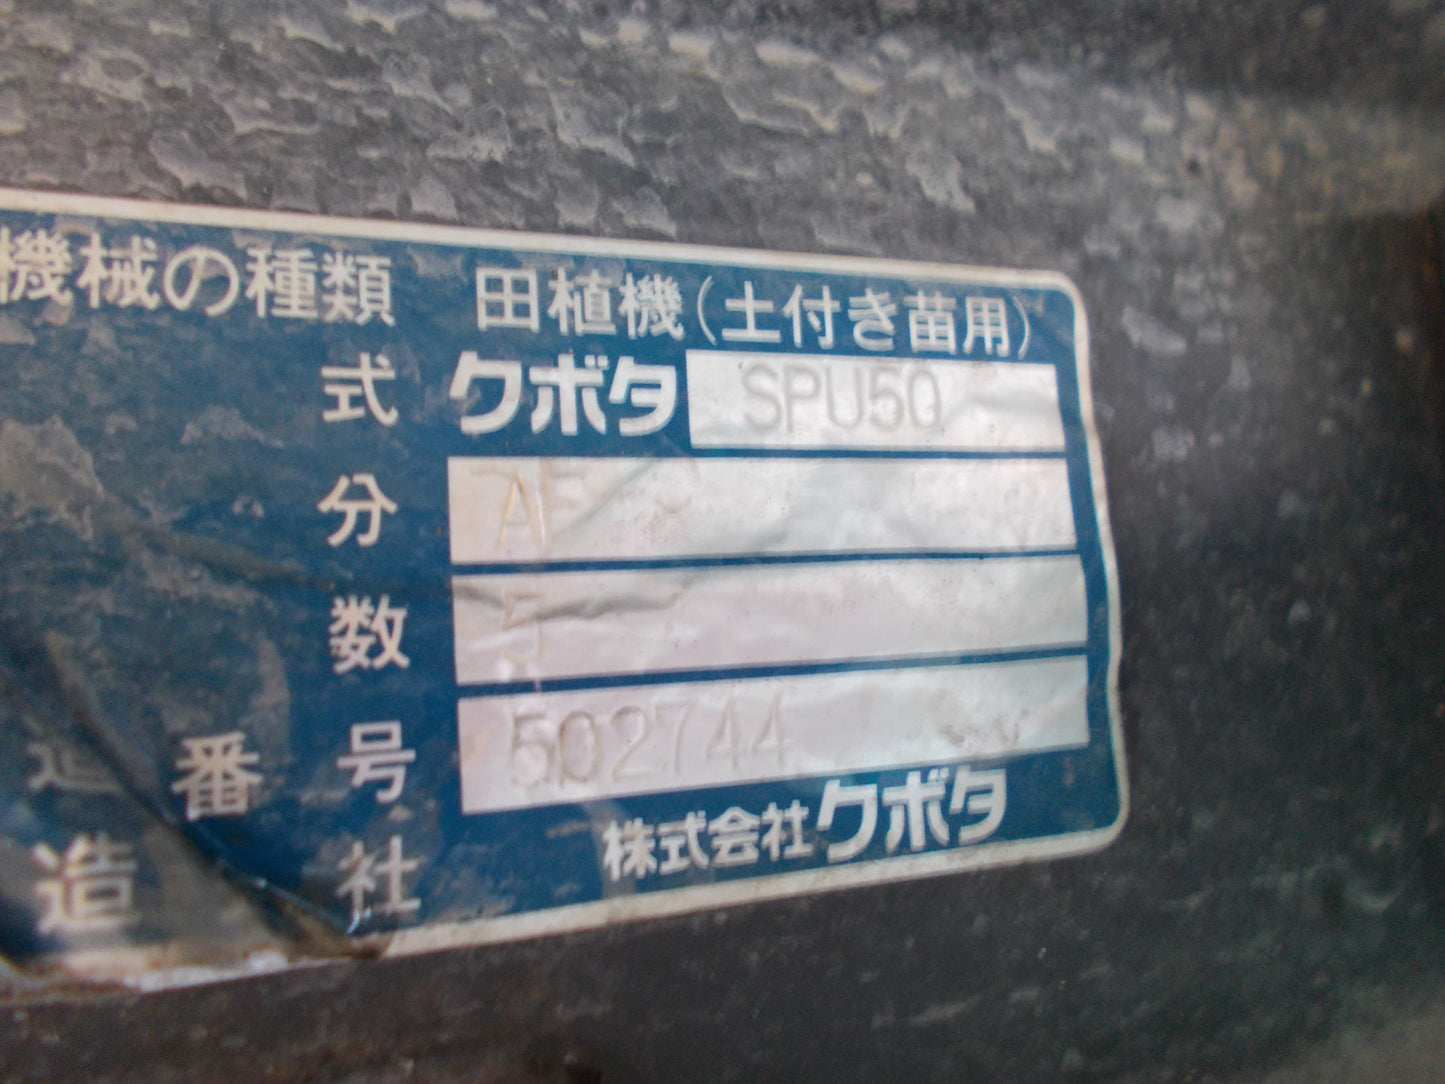 機械の種類 田植機(土付き苗用)
式 クボタ SPU50
分 AF
数 5
造番号 502744
造 社 株式会社クボタ